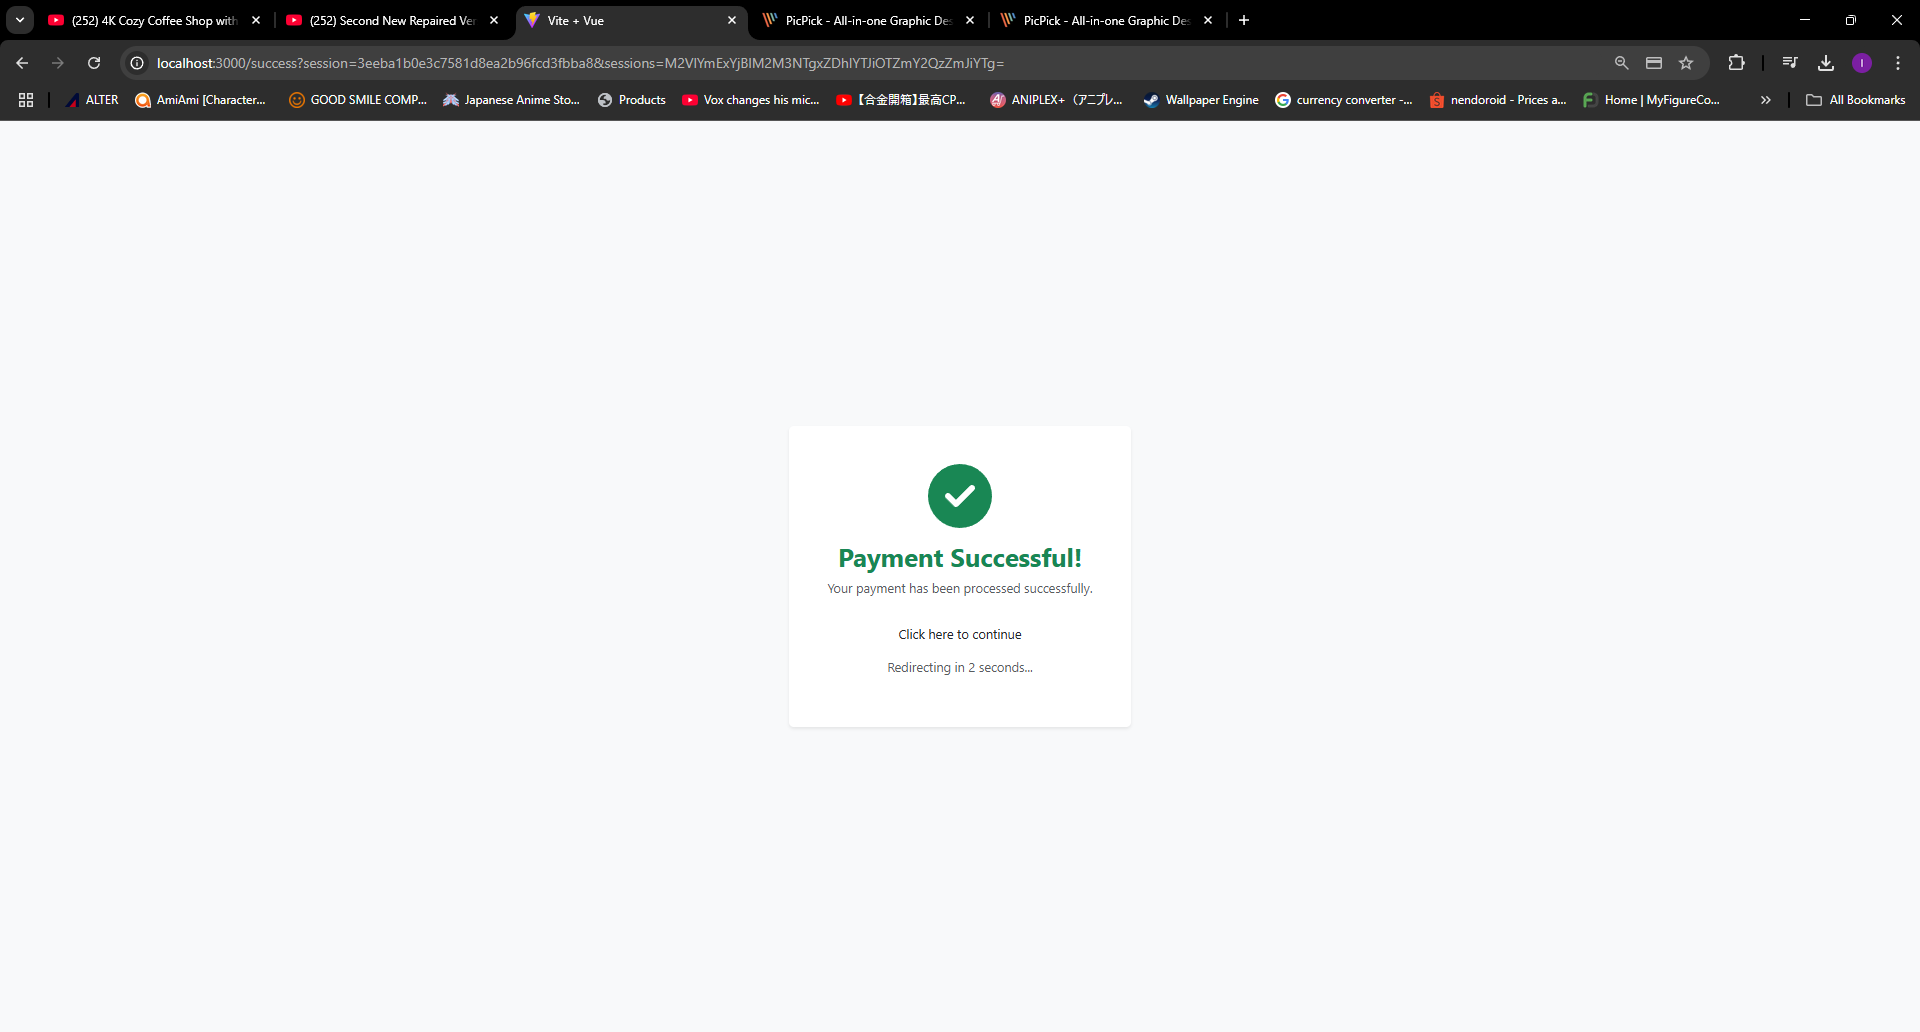 (252) 4K Cozy Coffee Shop with
(252) Second New Repaired Ver
Vite + Vue
PicPick - All-in-one Graphic Des
PicPick - All-in-one Graphic Des
localhost:3000/success?session=3eeba1b0e3c7581d8ea2b96fcd3fbba8&sessions=M2VlYmExYjBlM2M3NTgxZDhlYTJiOTZmY2QzZmJiYTg=
I
ALTER
AmiAmi [Character...
GOOD SMILE COMP...
Japanese Anime Sto...
Products
Vox changes his mic...
【合金開箱】最高CP...
ANIPLEX+（アニプレ...
Wallpaper Engine
currency converter -...
nendoroid - Prices a...
Home | MyFigureCo...
All Bookmarks
Payment Successful!
Your payment has been processed successfully.
Click here to continue
Redirecting in 2 seconds...